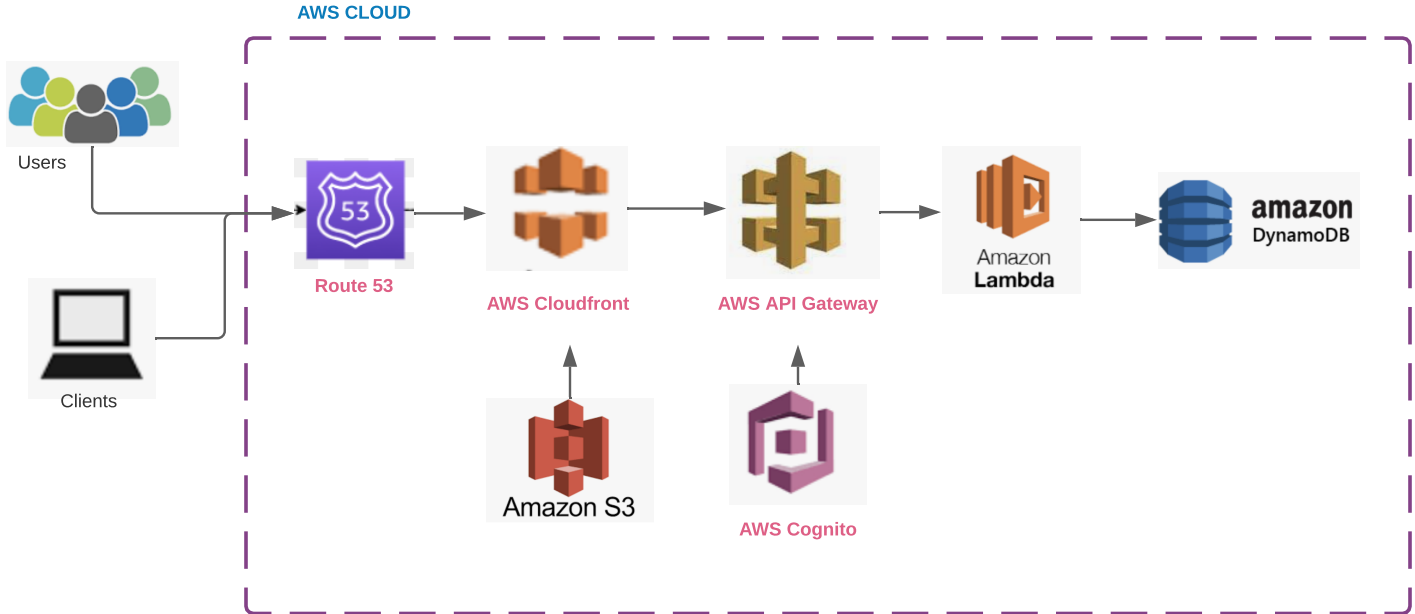 AWS CLOUD
Users
Clients
53
Route 53
AWS Cloudfront
AWS API Gateway
Amazon
Lambda
amazon
DynamoDB
Amazon S3
AWS Cognito